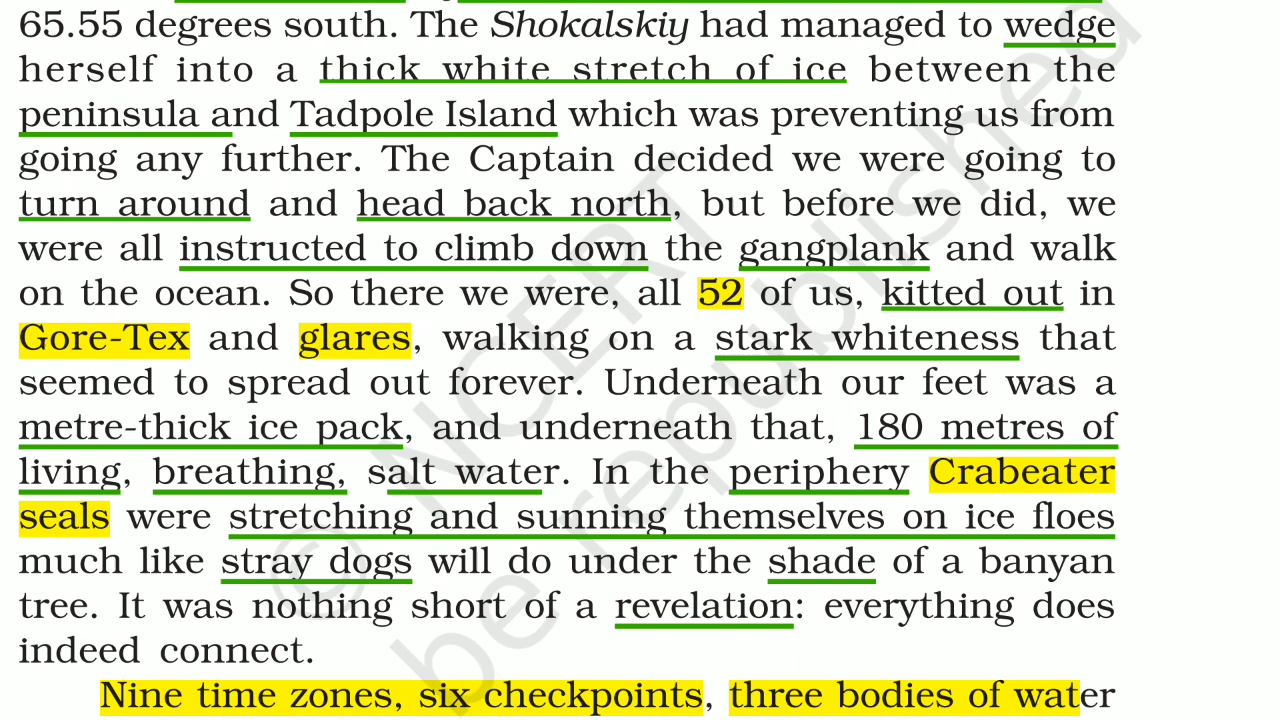 65.55 degrees south. The Shokalskiy had managed to wedge
herself into a thick white stretch of ice between the
peninsula and Tadpole Island which was preventing us from
going any further. The Captain decided we were going to
turn around and head back north, but before we did, we
were all instructed to climb down the gangplank and walk
on the ocean. So there we were, all 52 of us, kitted out in
Gore-Tex and glares, walking on a stark whiteness that
seemed to spread out forever. Underneath our feet was a
metre-thick ice pack, and underneath that, 180 metres of
living, breathing, salt water. In the periphery Crabeater
seals were stretching and sunning themselves on ice floes
much like stray dogs will do under the shade of a banyan
tree. It was nothing short of a revelation: everything does
indeed connect.
Nine time zones, six checkpoints, three bodies of water
© NCERT
be republished